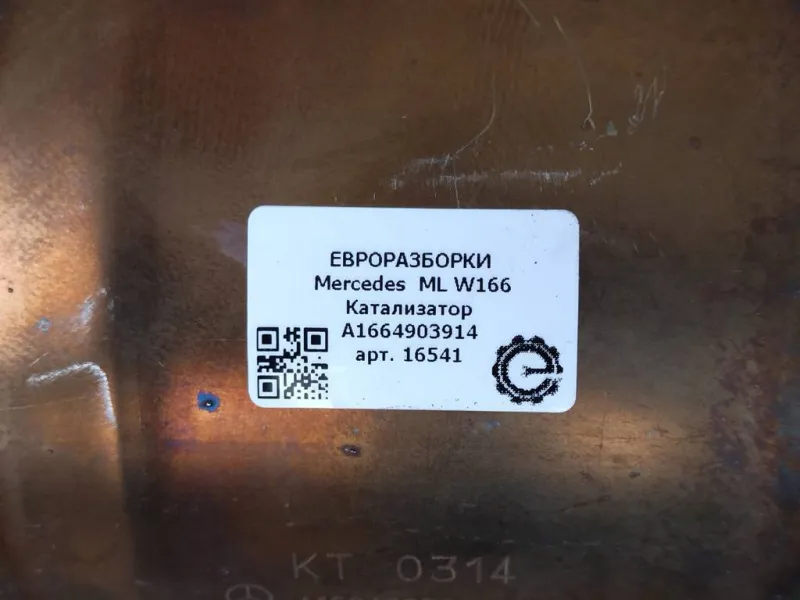 ЕВРОРАЗБОРКИ
Mercedes ML W166
Катализатор
A1664903914
арт. 16541
KT 0314